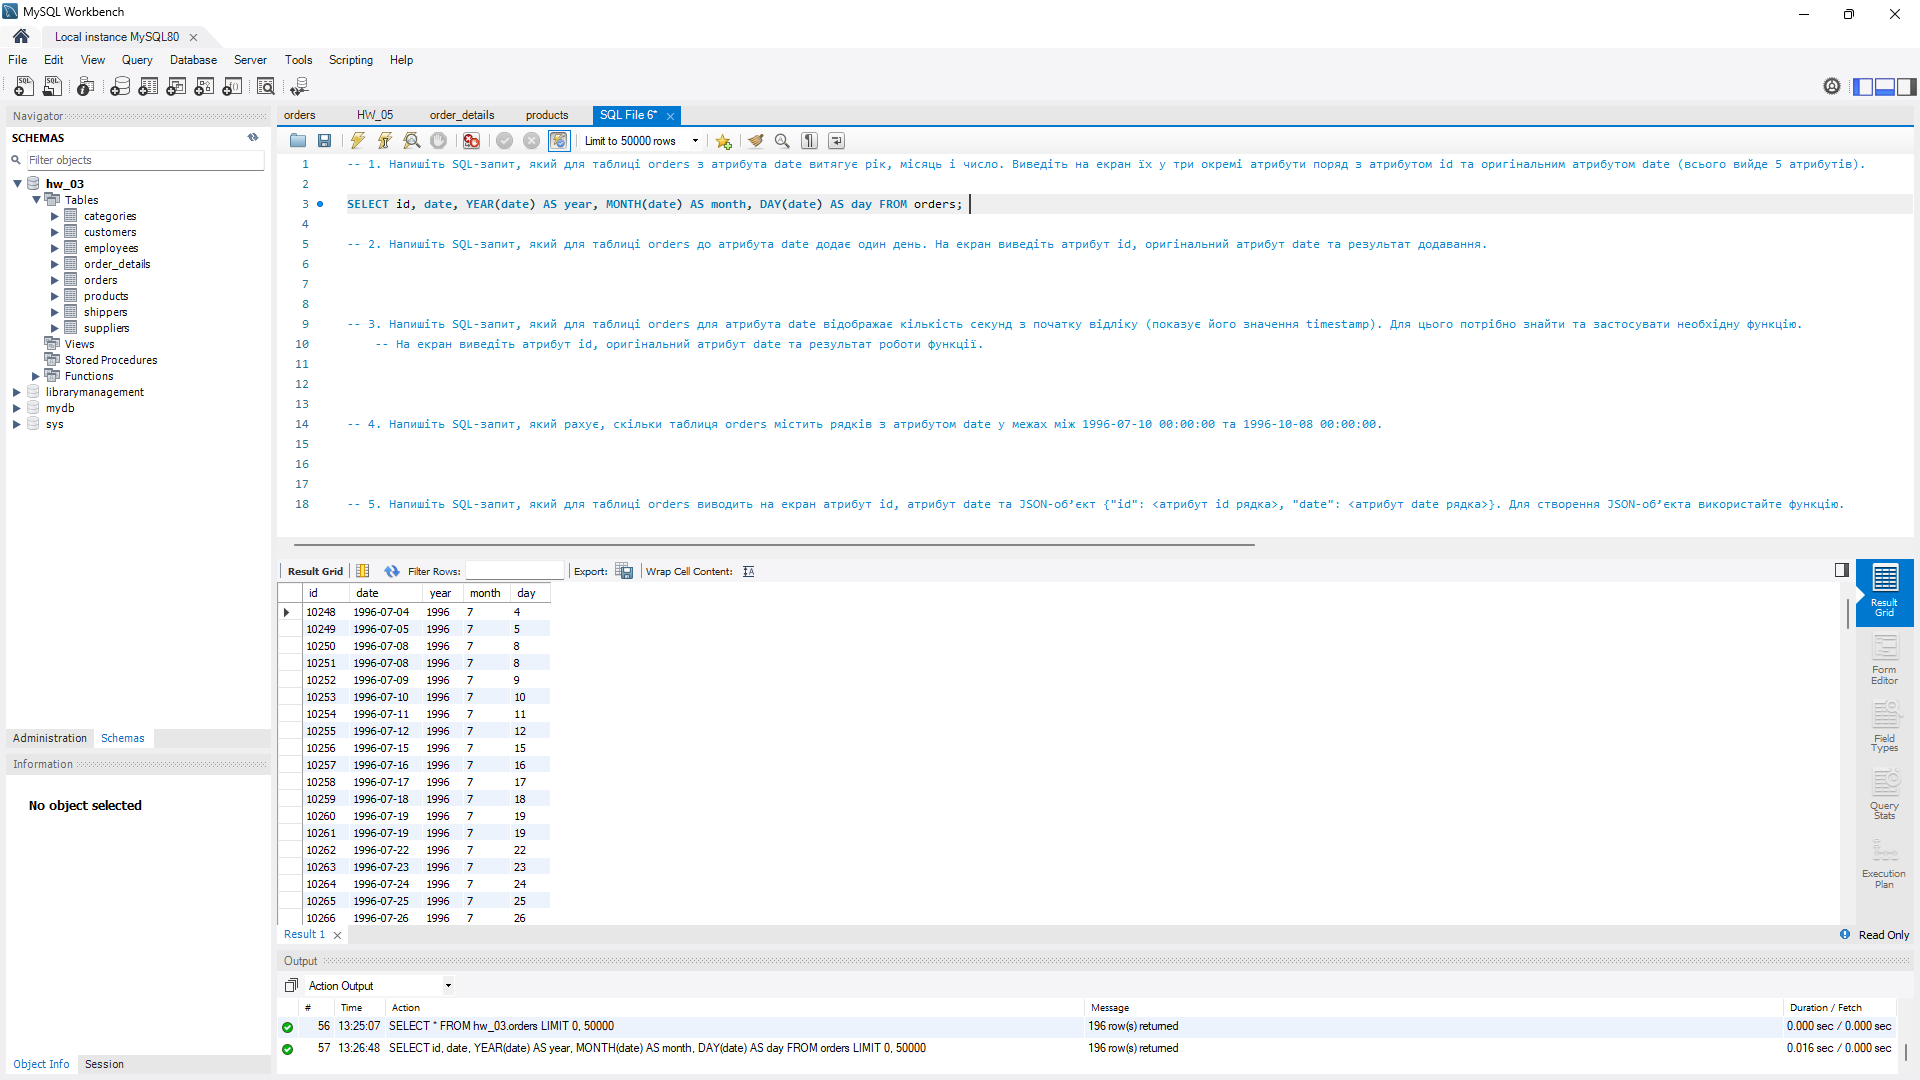 MySQL Workbench
Local instance MySQL80
File Edit View Query Database Server Tools Scripting Help
Navigator
SCHEMAS
Filter objects
hw_03
Tables
categories
customers
employees
order_details
orders
products
shippers
suppliers
Views
Stored Procedures
Functions
librarymanagement
mydb
sys
Administration Schemas
Information
No object selected
Object Info Session
orders HW_05 order_details products SQL File 6*
Limit to 50000 rows
1 -- 1. Напишіть SQL-запит, який для таблиці orders з атрибута date витягує рік, місяць і число. Виведіть на екран їх у три окремі атрибути поряд з атрибутом id та оригінальним атрибутом date (всього вийде 5 атрибутів).
2
3 SELECT id, date, YEAR(date) AS year, MONTH(date) AS month, DAY(date) AS day FROM orders;
4
5 -- 2. Напишіть SQL-запит, який для таблиці orders до атрибута date додає один день. На екран виведіть атрибут id, оригінальний атрибут date та результат додавання.
6
7
8
9 -- 3. Напишіть SQL-запит, який для таблиці orders для атрибута date відображає кількість секунд з початку відліку (показує його значення timestamp). Для цього потрібно знайти та застосувати необхідну функцію.
10 -- На екран виведіть атрибут id, оригінальний атрибут date та результат роботи функції.
11
12
13
14 -- 4. Напишіть SQL-запит, який рахує, скільки таблиця orders містить рядків з атрибутом date у межах між 1996-07-10 00:00:00 та 1996-10-08 00:00:00.
15
16
17
18 -- 5. Напишіть SQL-запит, який для таблиці orders виводить на екран атрибут id, атрибут date та JSON-об’єкт {"id": <атрибут id рядка>, "date": <атрибут date рядка>}. Для створення JSON-об’єкта використайте функцію.
Result Grid Filter Rows: Export: Wrap Cell Content:
id date year month day
10248 1996-07-04 1996 7 4
10249 1996-07-05 1996 7 5
10250 1996-07-08 1996 7 8
10251 1996-07-08 1996 7 8
10252 1996-07-09 1996 7 9
10253 1996-07-10 1996 7 10
10254 1996-07-11 1996 7 11
10255 1996-07-12 1996 7 12
10256 1996-07-15 1996 7 15
10257 1996-07-16 1996 7 16
10258 1996-07-17 1996 7 17
10259 1996-07-18 1996 7 18
10260 1996-07-19 1996 7 19
10261 1996-07-19 1996 7 19
10262 1996-07-22 1996 7 22
10263 1996-07-23 1996 7 23
10264 1996-07-24 1996 7 24
10265 1996-07-25 1996 7 25
10266 1996-07-26 1996 7 26
Result Grid
Form Editor
Field Types
Query Stats
Execution Plan
Result 1 Read Only
Output
Action Output
# Time Action Message Duration / Fetch
56 13:25:07 SELECT * FROM hw_03.orders LIMIT 0, 50000 196 row(s) returned 0.000 sec / 0.000 sec
57 13:26:48 SELECT id, date, YEAR(date) AS year, MONTH(date) AS month, DAY(date) AS day FROM orders LIMIT 0, 50000 196 row(s) returned 0.016 sec / 0.000 sec